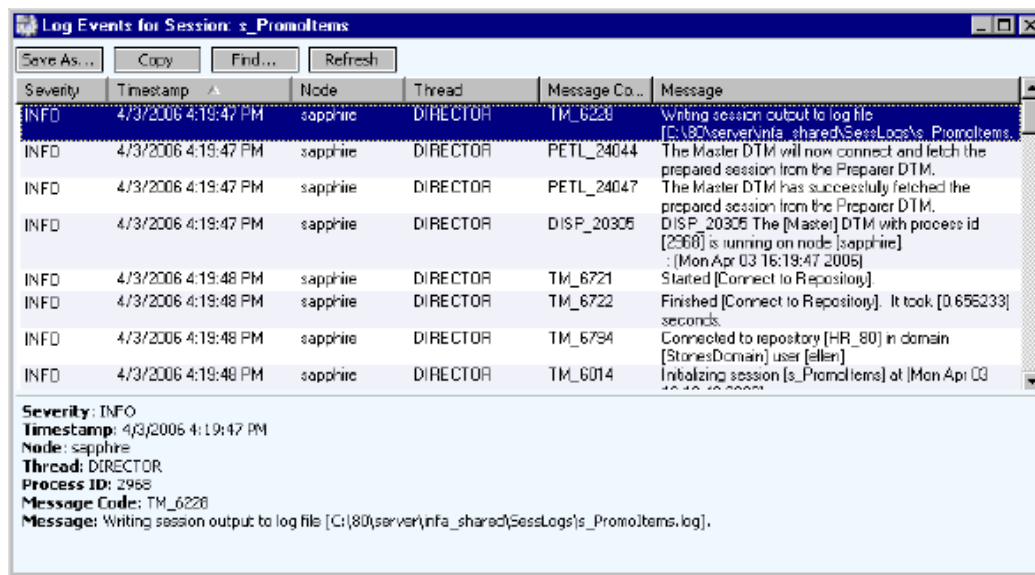 Log Events for Session: s_PromoItems
Save As... Copy Find... Refresh
Severity Timestamp Node Thread Message Co... Message
INFO 4/3/2006 4:19:47 PM sapphire DIRECTOR TM_6228 Writing session output to log file
[C:\80\server\infa_shared\SessLogs\s_PromoItems.
INFO 4/3/2006 4:19:47 PM sapphire DIRECTOR PETL_24044 The Master DTM will now connect and fetch the
prepared session from the Preparer DTM.
INFO 4/3/2006 4:19:47 PM sapphire DIRECTOR PETL_24047 The Master DTM has successfully fetched the
prepared session from the Preparer DTM.
INFO 4/3/2006 4:19:47 PM sapphire DIRECTOR DISP_20305 DISP_20305 The [Master] DTM with process id
[2968] is running on node [sapphire]
: [Mon Apr 03 16:19:47 2006]
INFO 4/3/2006 4:19:48 PM sapphire DIRECTOR TM_6721 Started [Connect to Repository].
INFO 4/3/2006 4:19:48 PM sapphire DIRECTOR TM_6722 Finished [Connect to Repository]. It took [0.656233]
seconds.
INFO 4/3/2006 4:19:48 PM sapphire DIRECTOR TM_6794 Connected to repository [HR_80] in domain
[StonesDomain] user [ellen]
INFO 4/3/2006 4:19:48 PM sapphire DIRECTOR TM_6014 Initializing session [s_PromoItems] at [Mon Apr 03
Severity: INFO
Timestamp: 4/3/2006 4:19:47 PM
Node: sapphire
Thread: DIRECTOR
Process ID: 2968
Message Code: TM_6228
Message: Writing session output to log file [C:\80\server\infa_shared\SessLogs\s_PromoItems.log].